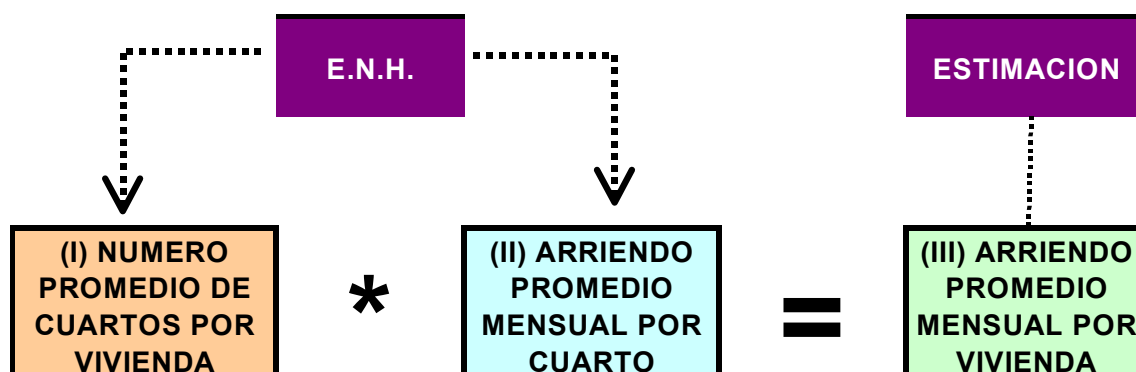 E.N.H.
ESTIMACION
(I) NUMERO
PROMEDIO DE
CUARTOS POR
VIVIENDA
*
(II) ARRIENDO
PROMEDIO
MENSUAL POR
CUARTO
=
(III) ARRIENDO
PROMEDIO
MENSUAL POR
VIVIENDA